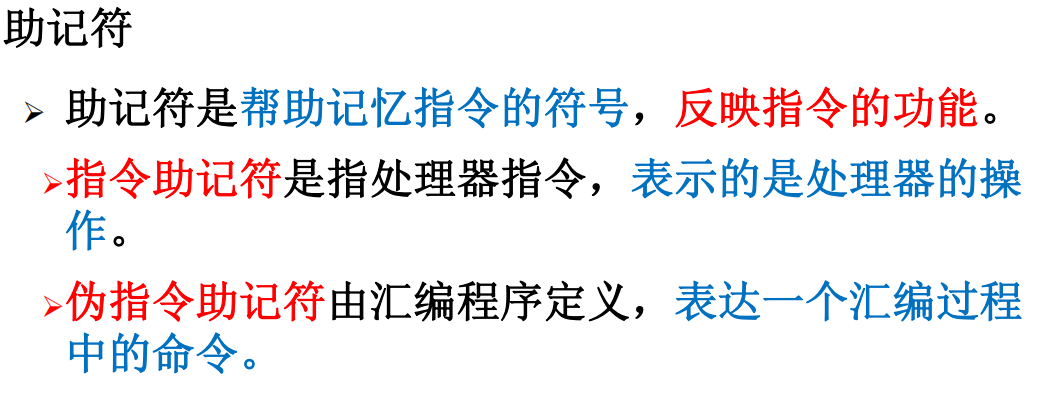 助记符
➢ 助记符是帮助记忆指令的符号，反映指令的功能。
➢指令助记符是指处理器指令，表示的是处理器的操
作。
➢伪指令助记符由汇编程序定义，表达一个汇编过程
中的命令。